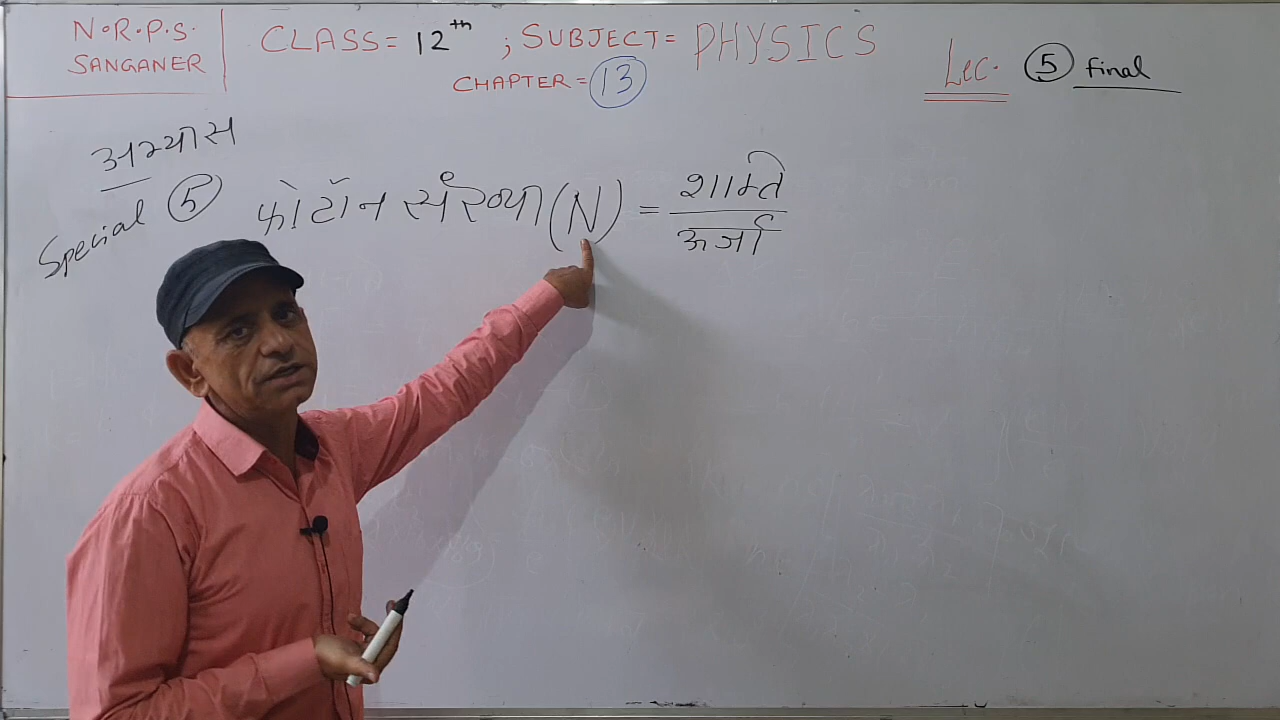 N.R.P.S.
SANGANER
CLASS= 12th ; SUBJECT= PHYSICS
CHAPTER= 13
Lec. 5 final
अभ्यास
Special 5
फोटॉन संख्या (N) = शक्ति / ऊर्जा